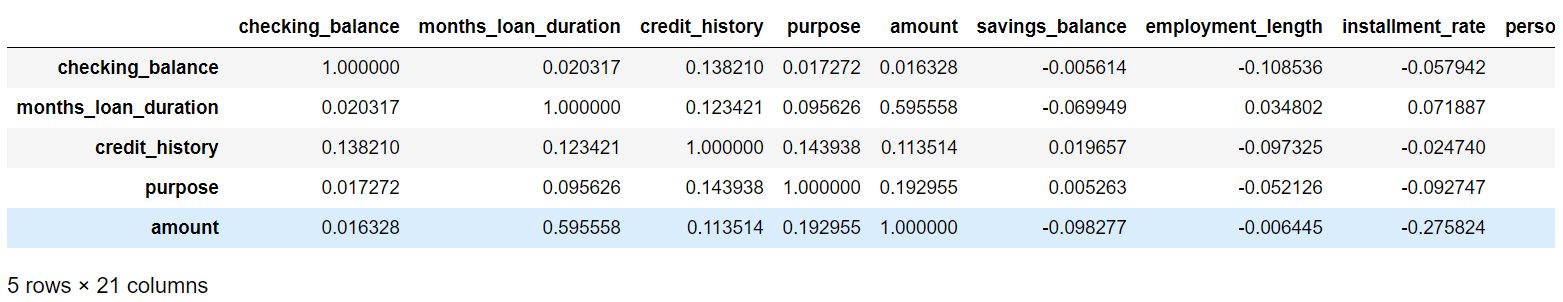 checking_balance months_loan_duration credit_history purpose amount savings_balance employment_length installment_rate perso
checking_balance 1.000000 0.020317 0.138210 0.017272 0.016328 -0.005614 -0.108536 -0.057942
months_loan_duration 0.020317 1.000000 0.123421 0.095626 0.595558 -0.069949 0.034802 0.071887
credit_history 0.138210 0.123421 1.000000 0.143938 0.113514 0.019657 -0.097325 -0.024740
purpose 0.017272 0.095626 0.143938 1.000000 0.192955 0.005263 -0.052126 -0.092747
amount 0.016328 0.595558 0.113514 0.192955 1.000000 -0.098277 -0.006445 -0.275824
5 rows × 21 columns